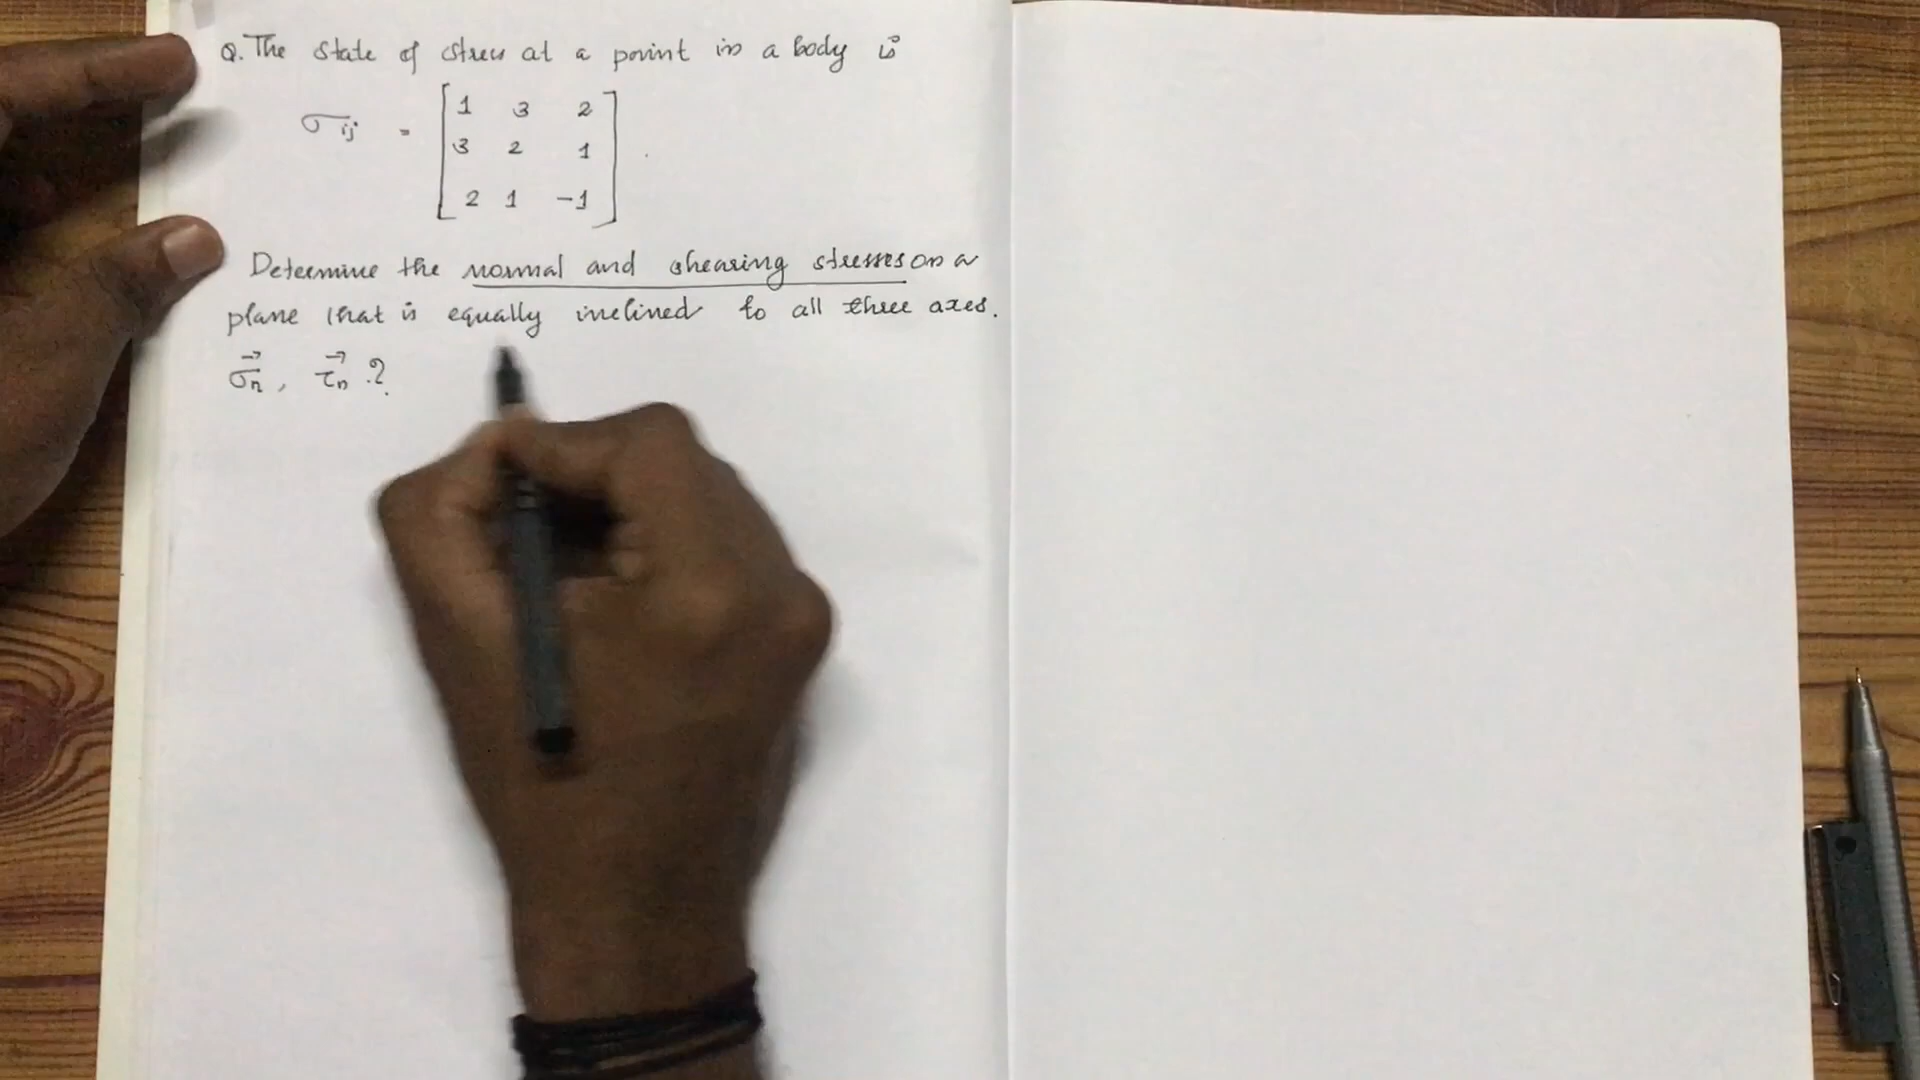 Q. The state of stress at a point in a body is
σij = [1 3 2
3 2 1
2 1 -1]
Determine the normal and shearing stresses on a
plane that is equally inclined to all three axes.
σn→, τn→ ?